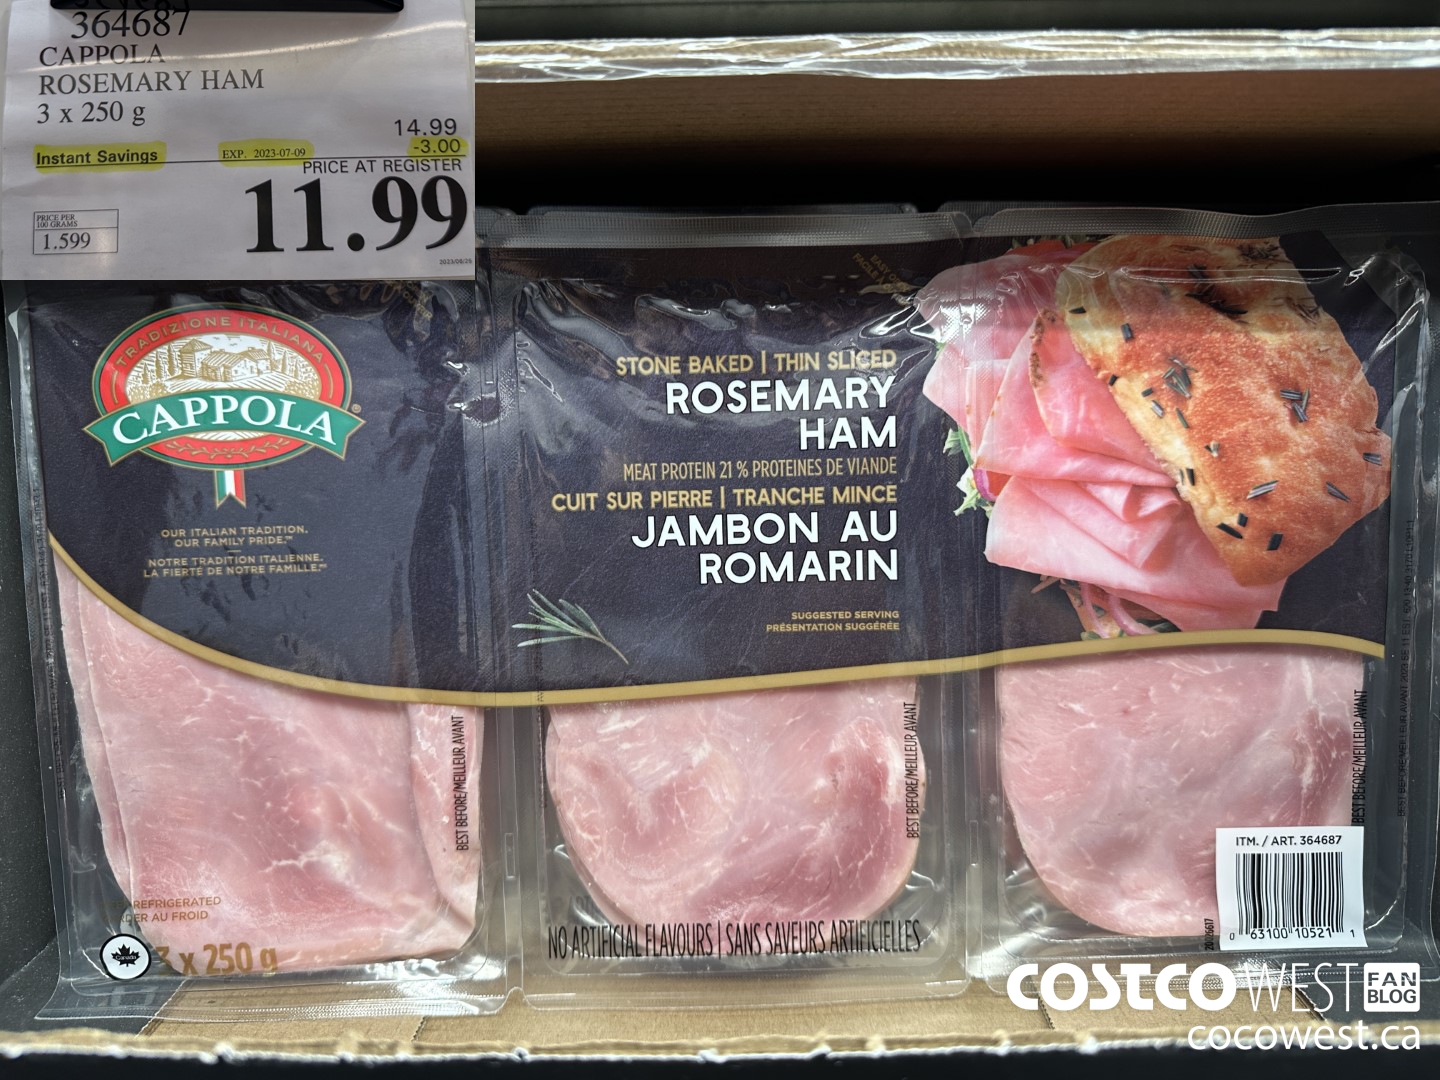 364687
CAPPOLA
ROSEMARY HAM
3 x 250 g
14.99
Instant Savings EXP. 2023-07-09 -3.00
PRICE AT REGISTER
11.99
PRICE PER
100 GRAMS
1.599
TRADIZIONE ITALIANA
CAPPOLA®
OUR ITALIAN TRADITION.
OUR FAMILY PRIDE.™
NOTRE TRADITION ITALIENNE.
LA FIERTÉ DE NOTRE FAMILLE.™
STONE BAKED | THIN SLICED
ROSEMARY
HAM
MEAT PROTEIN 21 % PROTEINES DE VIANDE
CUIT SUR PIERRE | TRANCHE MINCE
JAMBON AU
ROMARIN
SUGGESTED SERVING
PRÉSENTATION SUGGÉRÉE
BEST BEFORE/MEILLEUR AVANT
BEST BEFORE/MEILLEUR AVANT
BEST BEFORE/MEILLEUR AVANT
REFRIGERATED
AU FROID
Canada
3 x 250 g
NO ARTIFICIAL FLAVOURS | SANS SAVEURS ARTIFICIELLES
ITM. / ART. 364687
0 63100 10521 1
COSTCO WEST FAN
BLOG
cocowest.ca